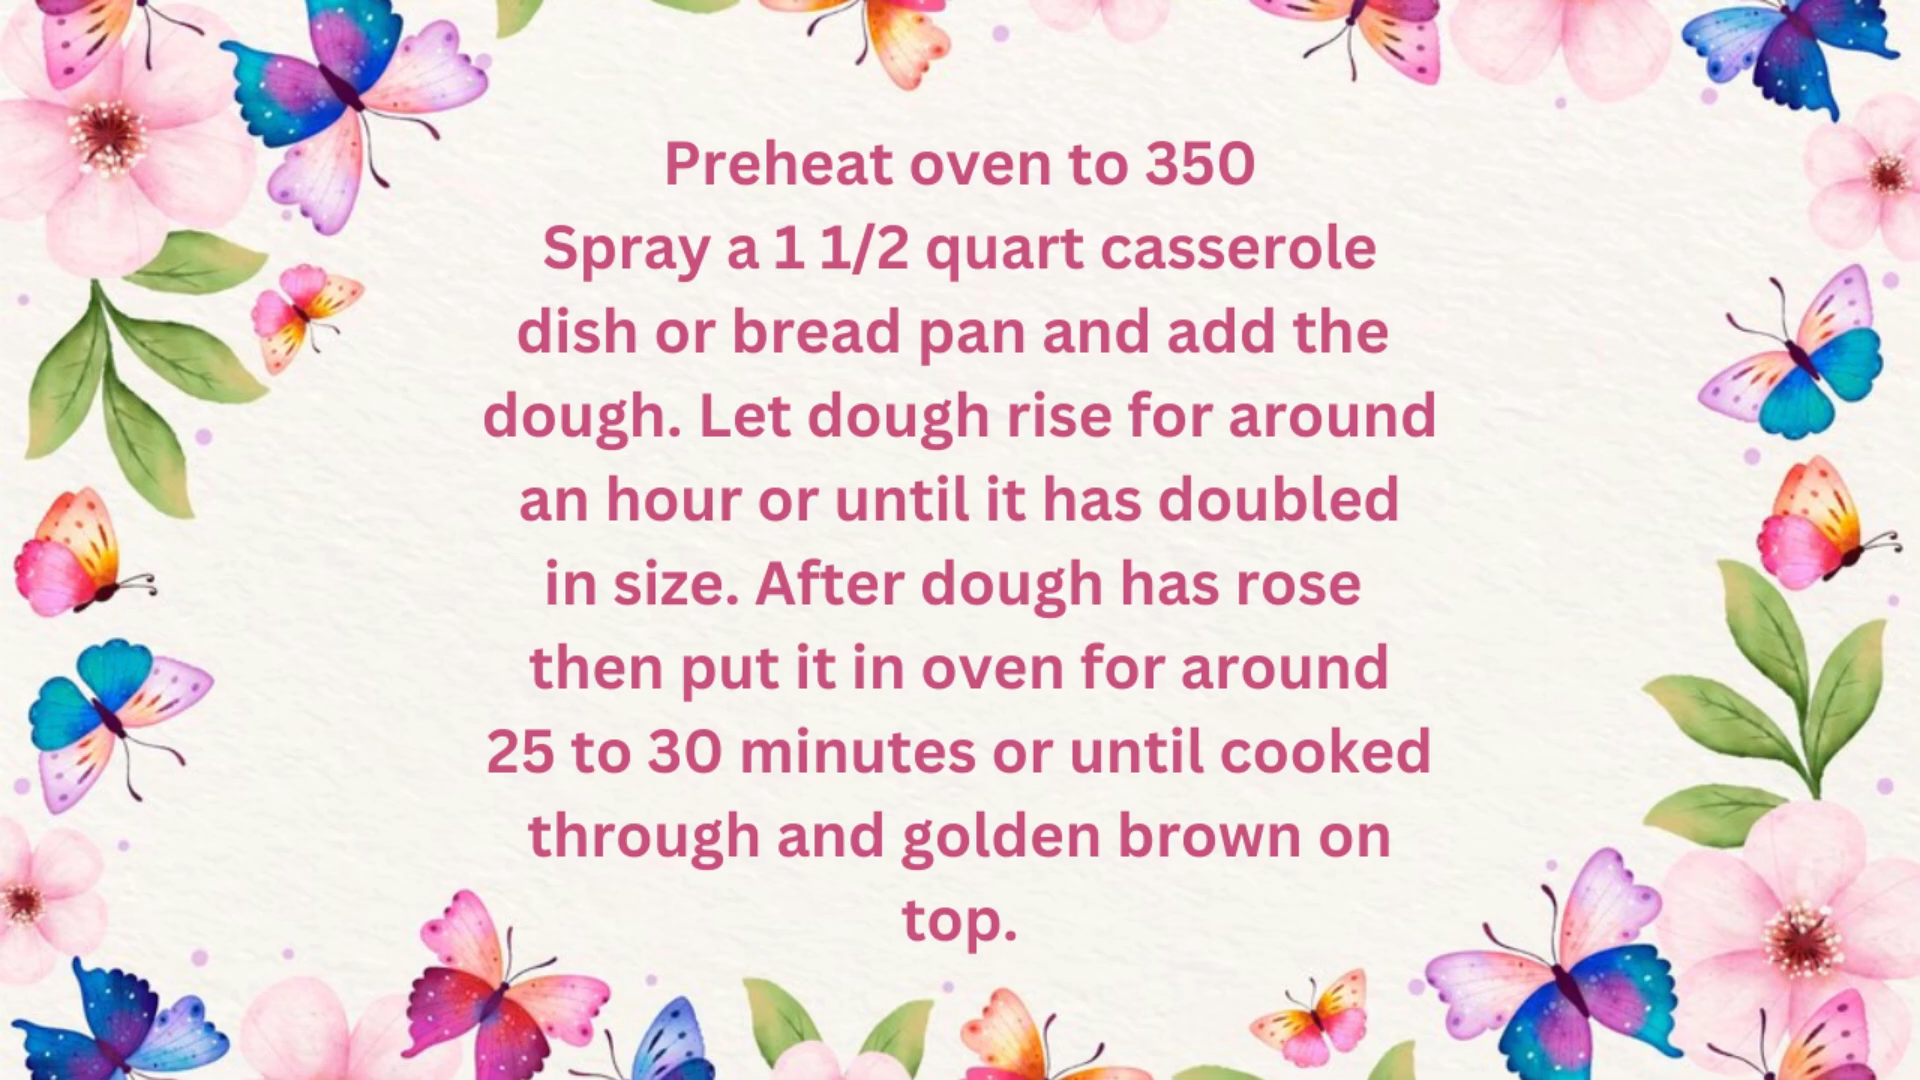 Preheat oven to 350
Spray a 1 1/2 quart casserole
dish or bread pan and add the
dough. Let dough rise for around
an hour or until it has doubled
in size. After dough has rose
then put it in oven for around
25 to 30 minutes or until cooked
through and golden brown on
top.